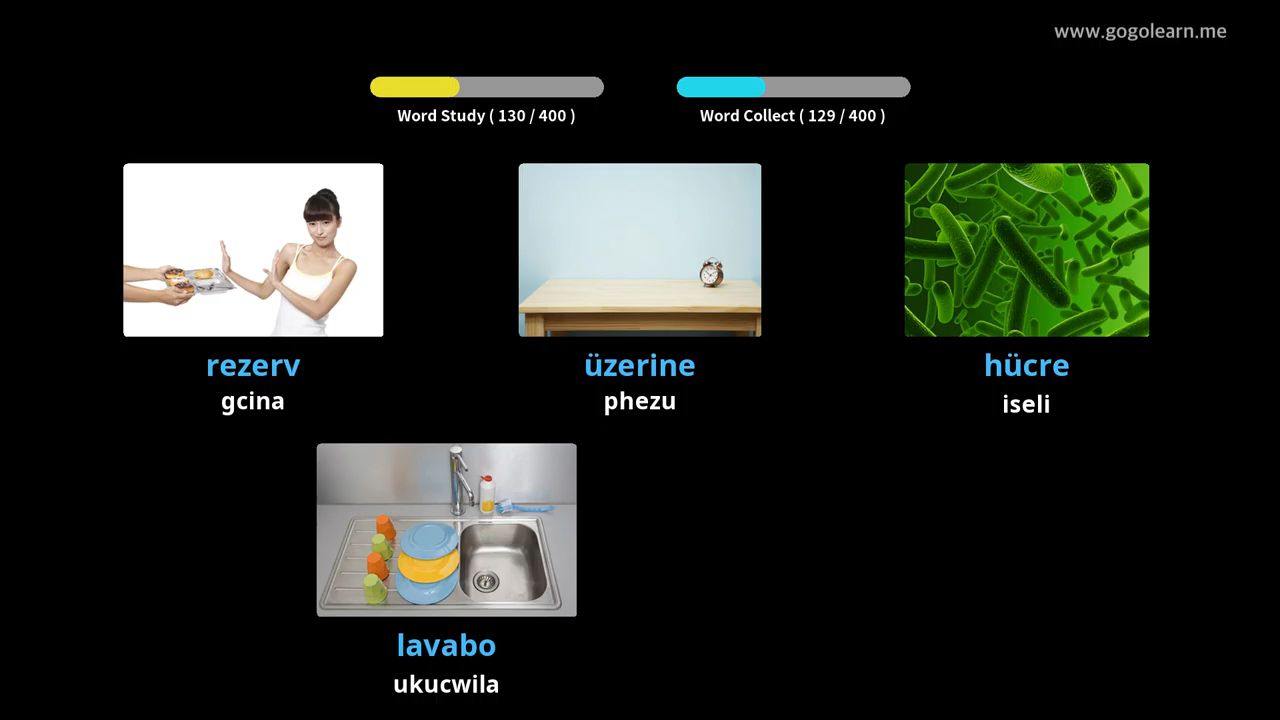 www.gogolearn.me
Word Study ( 130 / 400 )
Word Collect ( 129 / 400 )
rezerv
gcina
üzerine
phezu
hücre
iseli
lavabo
ukucwila